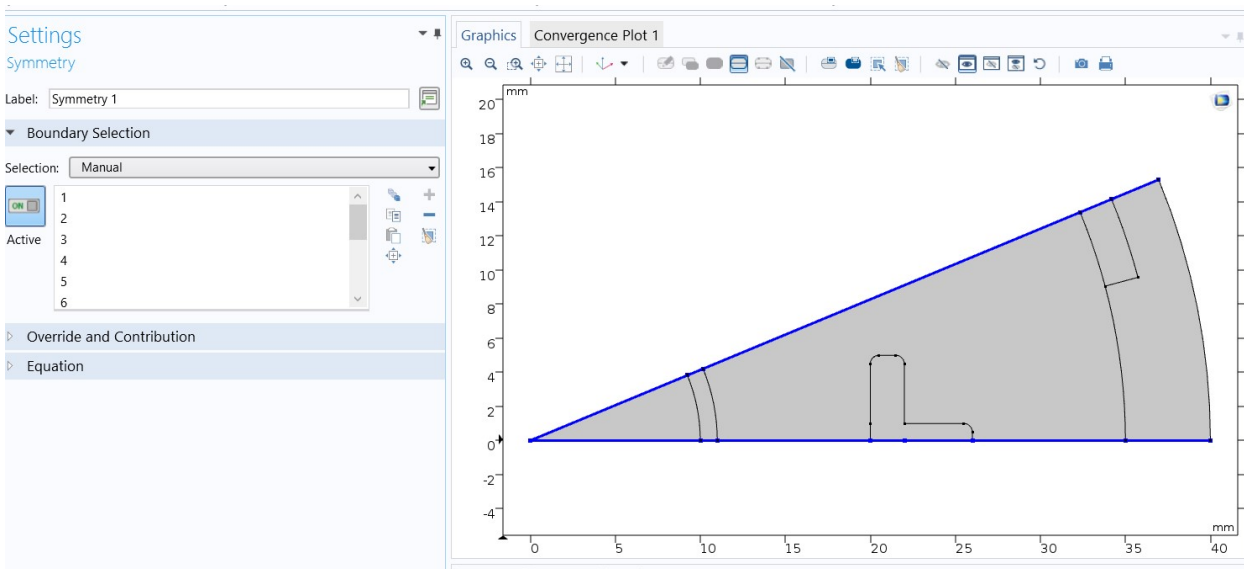 Settings
Symmetry
Label: Symmetry 1
Boundary Selection
Selection: Manual
ON
Active
1
2
3
4
5
6
Override and Contribution
Equation
Graphics Convergence Plot 1
mm
20
18
16
14
12
10
8
6
4
2
0
-2
-4
mm
0 5 10 15 20 25 30 35 40